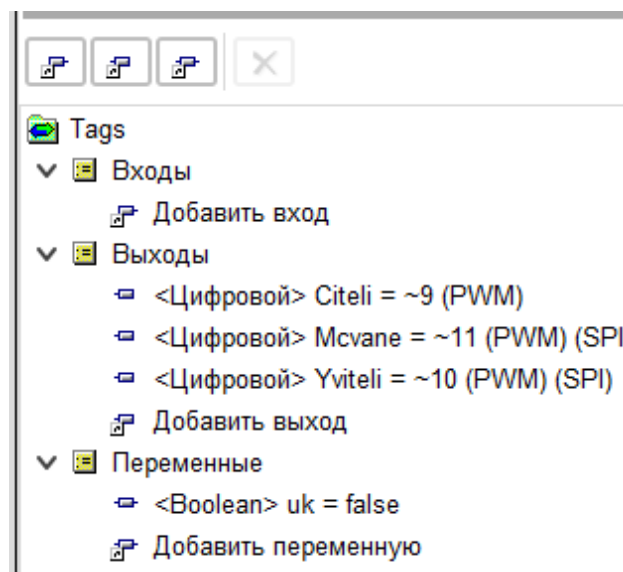 Tags
Входы
Добавить вход
Выходы
<Цифровой> Citeli = ~9 (PWM)
<Цифровой> Mcvane = ~11 (PWM) (SPI
<Цифровой> Yviteli = ~10 (PWM) (SPI)
Добавить выход
Переменные
<Boolean> uk = false
Добавить переменную